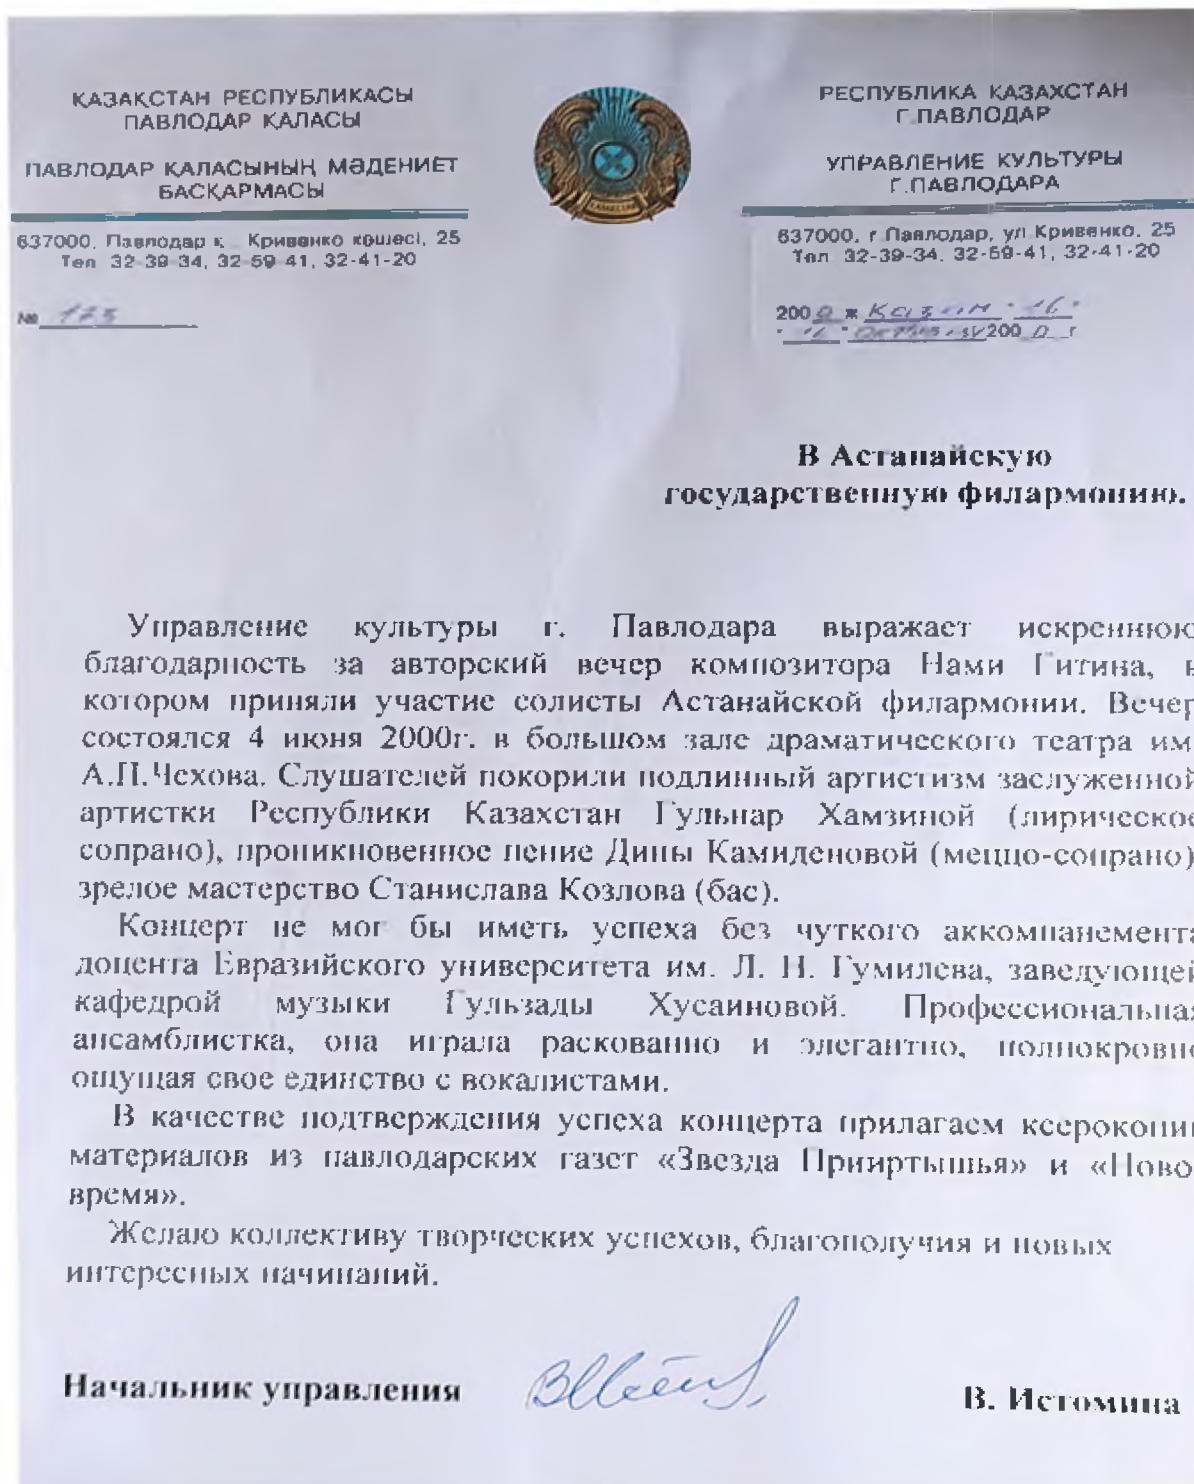 ҚАЗАҚСТАН РЕСПУБЛИКАСЫ
ПАВЛОДАР ҚАЛАСЫ
ПАВЛОДАР ҚАЛАСЫНЫҢ МӘДЕНИЕТ
БАСҚАРМАСЫ
637000, Павлодар қ. Кривенко көшесі, 25
Тел. 32-39-34, 32-59-41, 32-41-20
№ 173
РЕСПУБЛИКА КАЗАХСТАН
Г.ПАВЛОДАР
УПРАВЛЕНИЕ КУЛЬТУРЫ
Г.ПАВЛОДАРА
637000, г.Павлодар, ул.Кривенко, 25
Тел. 32-39-34, 32-59-41, 32-41-20
2000 ж Казан "16"
"16" октября 2000 г
В Астанайскую
государственную филармонию.
Управление культуры г. Павлодара выражает искреннюю
благодарность за авторский вечер композитора Нами Гитина, в
котором приняли участие солисты Астанайской филармонии. Вечер
состоялся 4 июня 2000г. в большом зале драматического театра им.
А.П.Чехова. Слушателей покорили подлинный артистизм заслуженной
артистки Республики Казахстан Гульнар Хамзиной (лирическое
сопрано), проникновенное пение Дины Камиденовой (меццо-сопрано),
зрелое мастерство Станислава Козлова (бас).
Концерт не мог бы иметь успеха без чуткого аккомпанемента
доцента Евразийского университета им. Л. Н. Гумилева, заведующей
кафедрой музыки Гульзады Хусаиновой. Профессиональная
ансамблистка, она играла раскованно и элегантно, полнокровно
ощущая свое единство с вокалистами.
В качестве подтверждения успеха концерта прилагаем ксерокопии
материалов из павлодарских газет «Звезда Прииртышья» и «Ново
время».
Желаю коллективу творческих успехов, благополучия и новых
интересных начинаний.
Начальник управления
В. Истомина